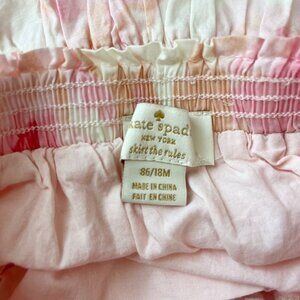 kate spad
NEW YORK
skirt the rules
86/18M
MADE IN CHINA
FAIT EN CHINE